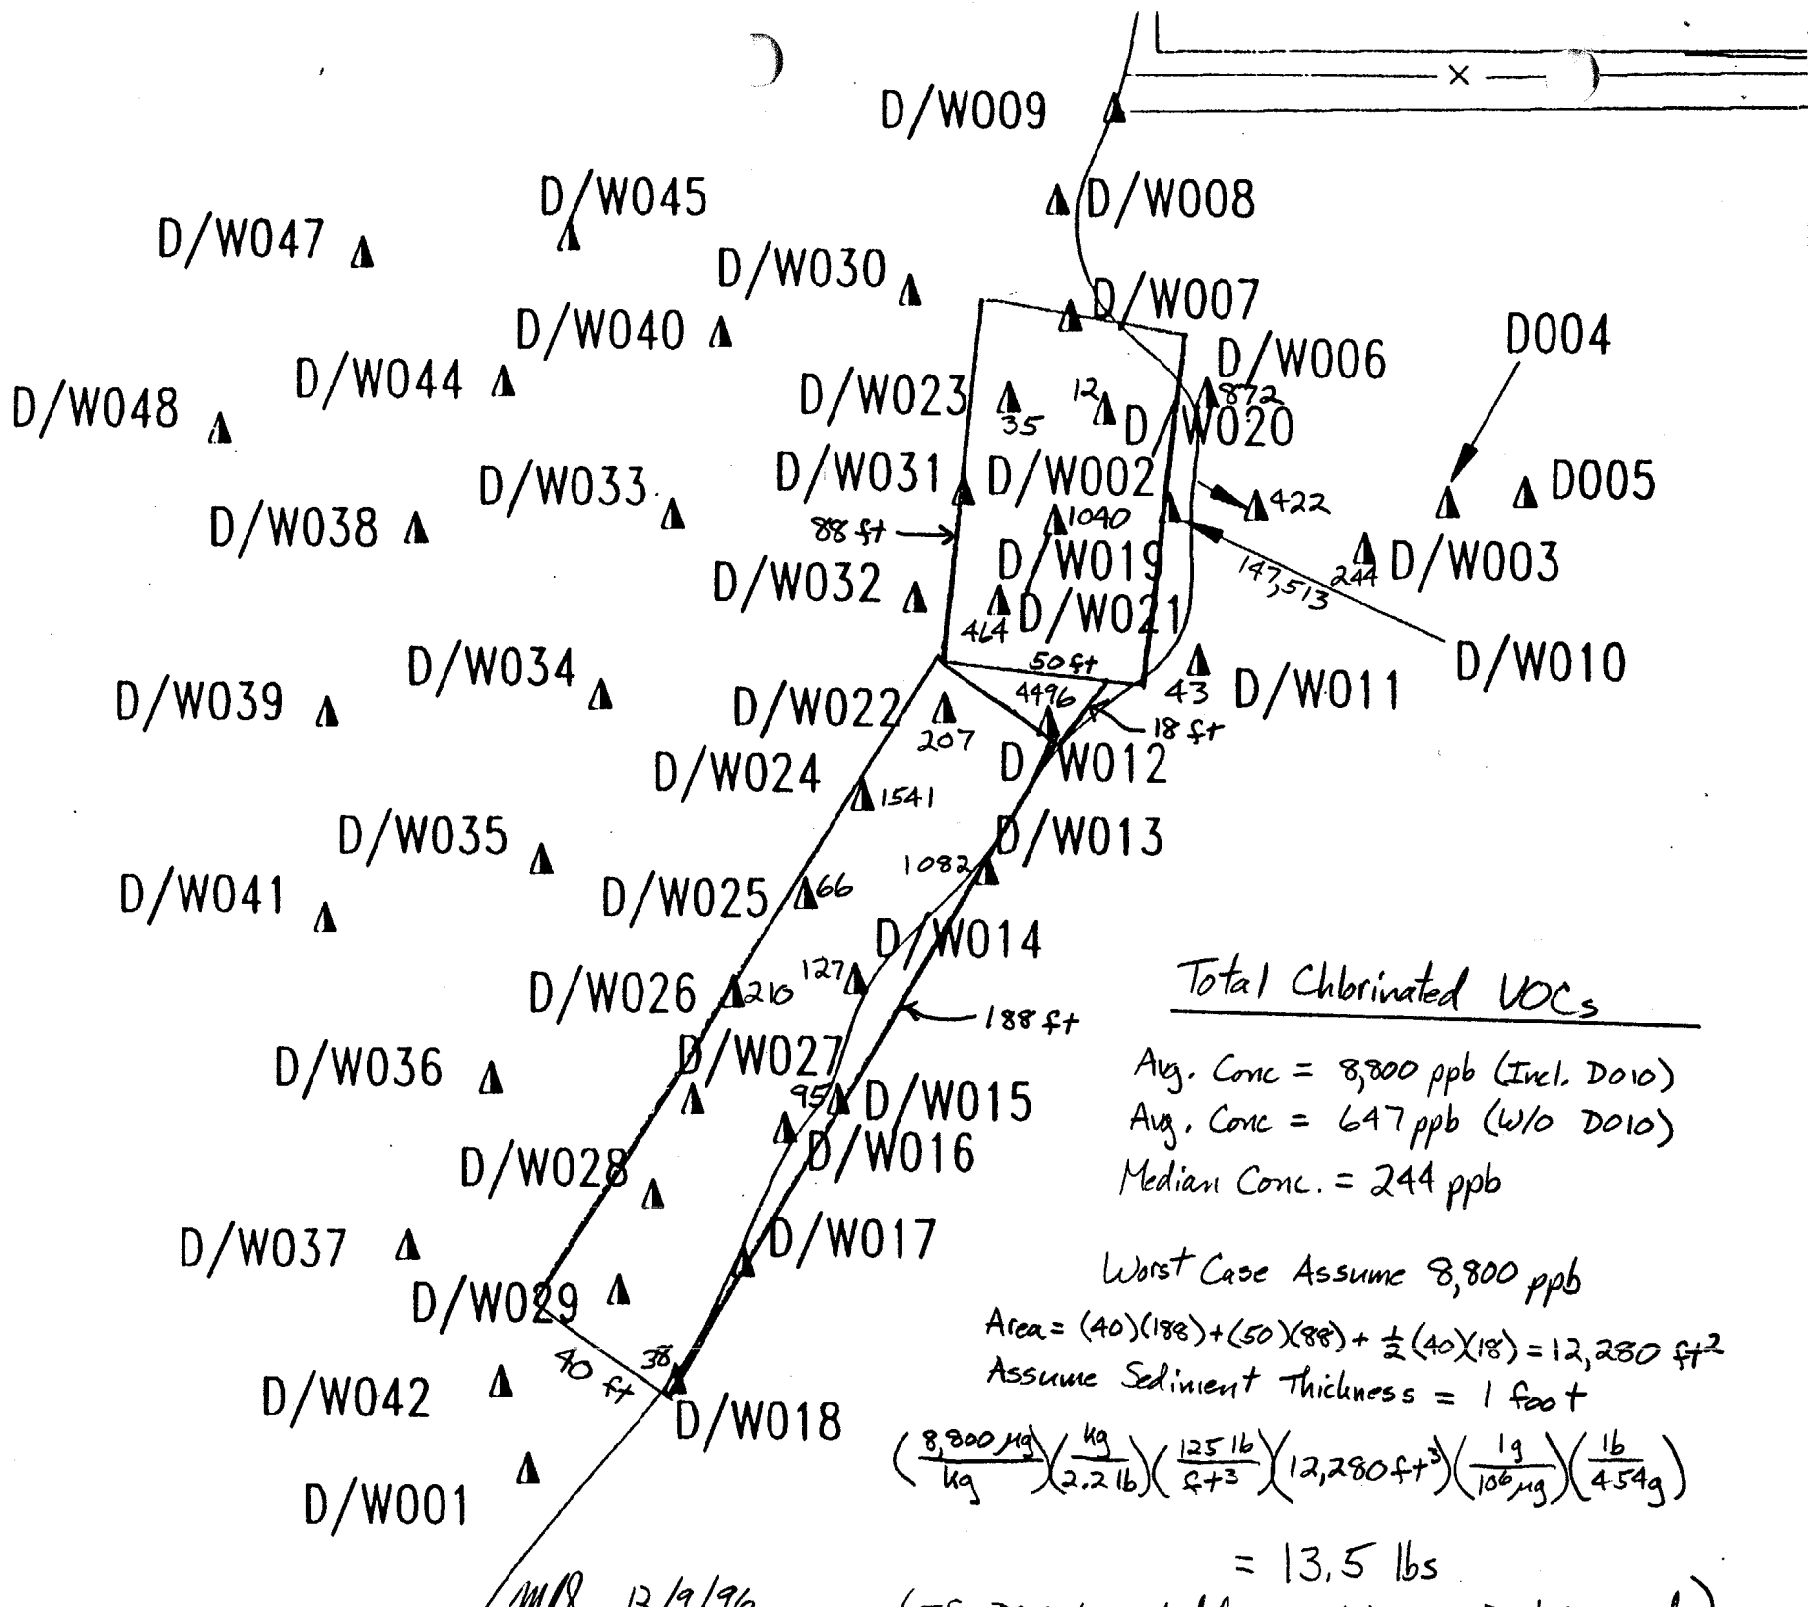 D/W009
X
D/W008
D/W045
D/W047
D/W030
D/W007
D/W040
D004
D/W006
D/W044
D/W023
12
872
D/W048
35
D W020
D/W031
D/W002
D/W033
D005
422
D/W038
88 ft
1040
D/W019
D/W003
147,513
244
D/W032
D/W021
464
D/W034
50 ft
D/W010
D/W039
D/W022
4496
43
D/W011
207
18 ft
D W012
D/W024
1541
D/W035
D/W013
1082
D/W041
D/W025
66
D/W014
127
D/W026
210
188 ft
Total Chlorinated VOCs
D/W027
D/W036
Avg. Conc = 8,800 ppb (Incl. D010)
95
D/W015
Avg. Conc = 647 ppb (W/O D010)
D/W016
D/W028
Median Conc. = 244 ppb
D/W037
D/W017
Worst Case Assume 8,800 ppb
D/W029
Area = (40)(188) + (50)(88) + 1/2 (40)(18) = 12,280 ft²
40 ft
38
Assume Sediment Thickness = 1 foot
D/W042
D/W018
(8,800 µg/kg)(kg/2.2 lb)(125 lb/ft³)(12,280 ft³)(1g/10⁶ µg)(lb/454g)
D/W001
= 13.5 lbs
12/9/96